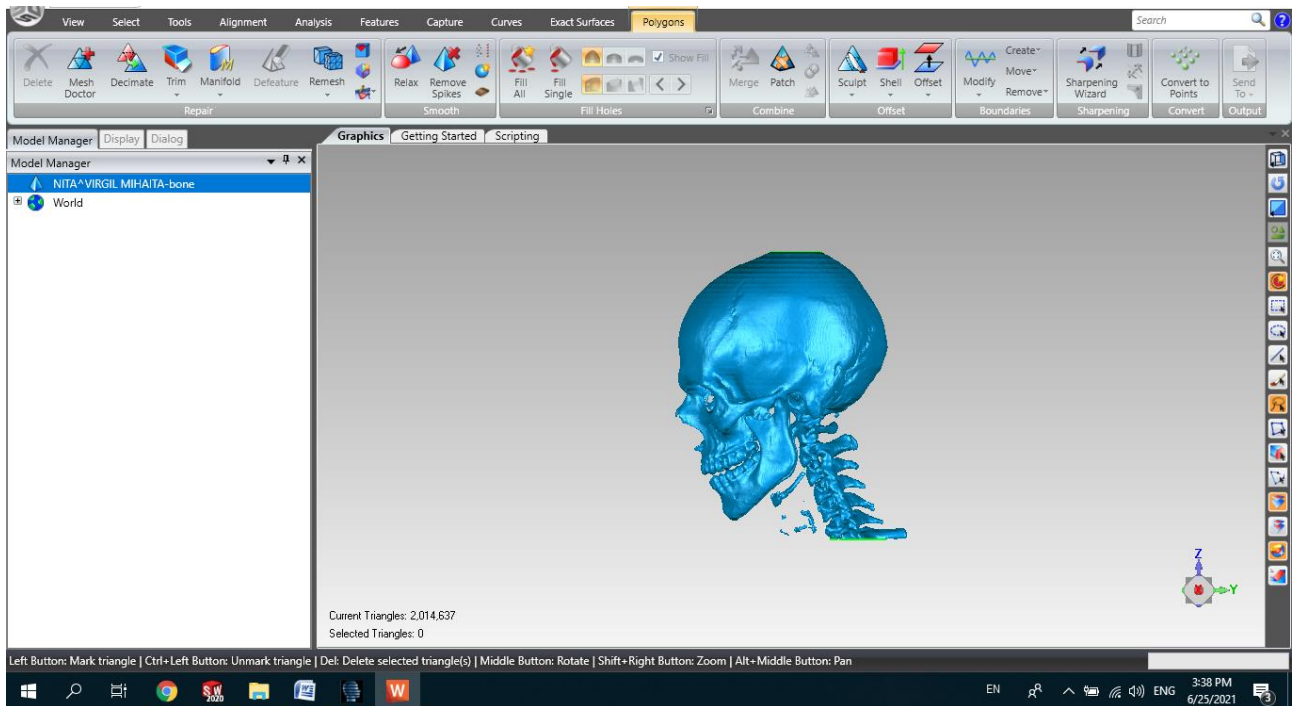 View Select Tools Alignment Analysis Features Capture Curves Exact Surfaces Polygons Search
Delete Mesh Doctor Decimate Trim Manifold Defeature Remesh Relax Remove Spikes Fill All Fill Single Show Fill Merge Patch Sculpt Shell Offset Modify Create Move Remove Sharpening Wizard Convert to Points Send To
Repair Smooth Fill Holes Combine Offset Boundaries Sharpening Convert Output
Model Manager Display Dialog Graphics Getting Started Scripting
Model Manager
NITA^VIRGIL MIHAITA-bone
World
Z
Y
Current Triangles: 2,014,637
Selected Triangles: 0
Left Button: Mark triangle | Ctrl+Left Button: Unmark triangle | Del: Delete selected triangle(s) | Middle Button: Rotate | Shift+Right Button: Zoom | Alt+Middle Button: Pan
SW 2020 W EN ENG 3:38 PM
6/25/2021 3